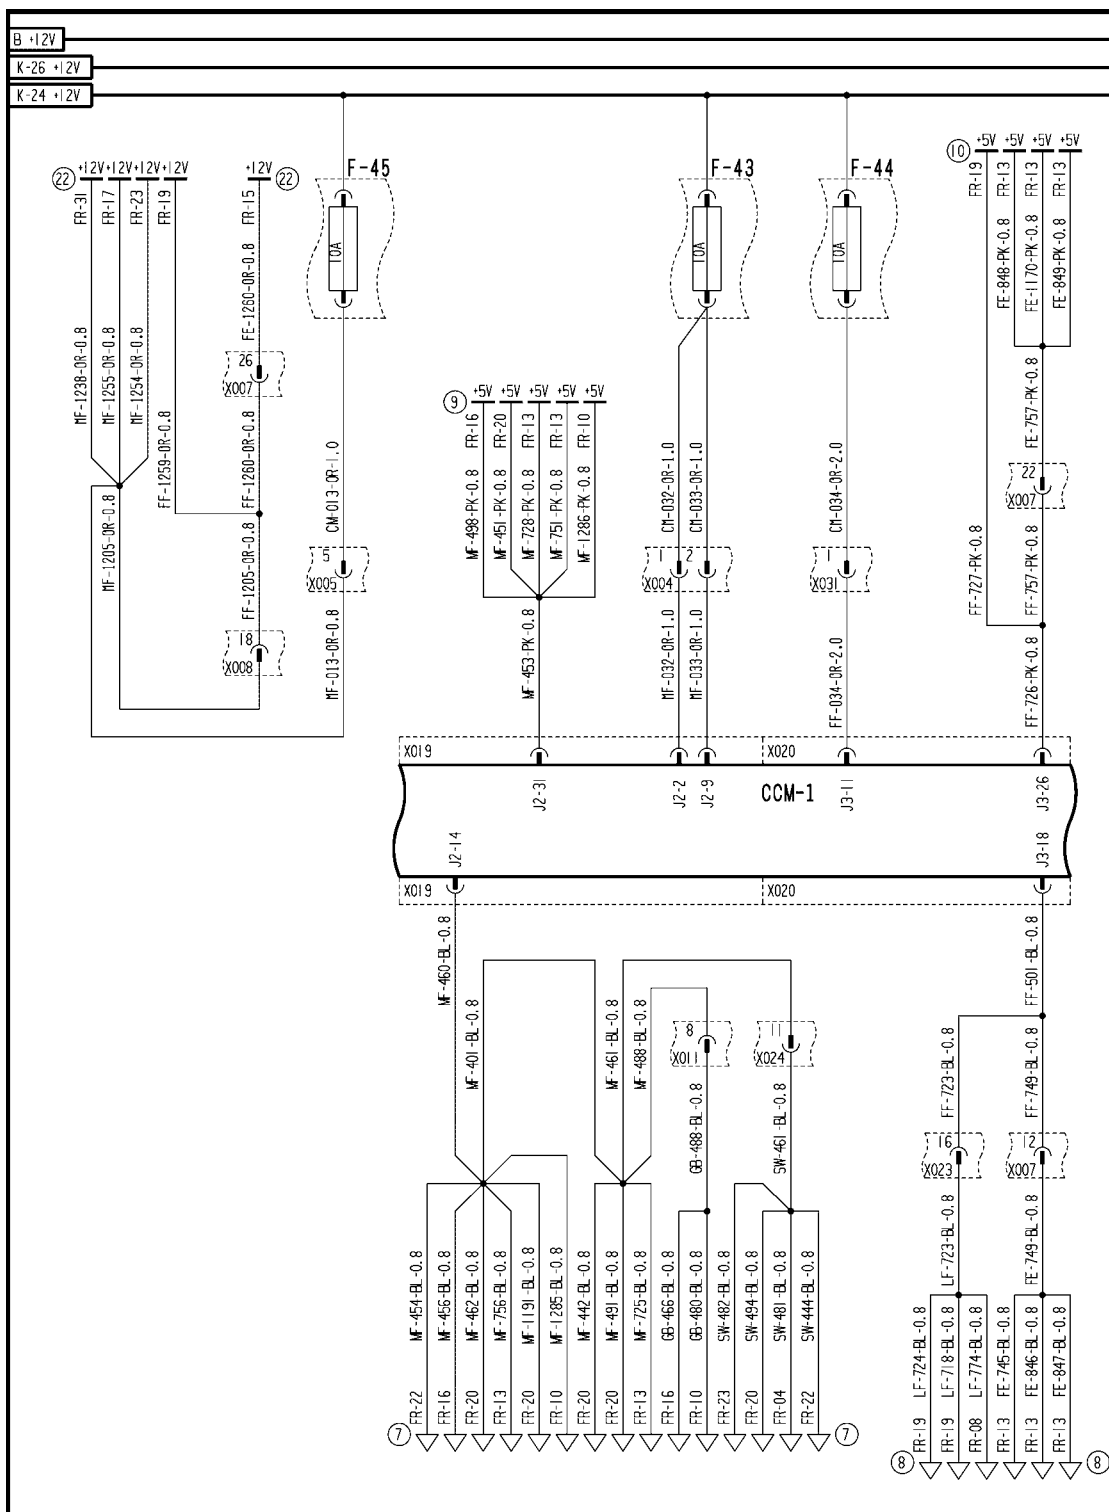 B +12V
K-26 +12V
K-24 +12V
F-45
F-43
F-44
10A
10A
10A
22
+12V
+12V
+12V
+12V
+12V
22
FR-31
FR-17
FR-23
FR-19
FR-15
10
+5V
+5V
+5V
+5V
FR-19
FR-13
FR-13
FR-13
FE-1260-OR-0.8
FE-848-PK-0.8
FE-1170-PK-0.8
FE-849-PK-0.8
MF-1238-OR-0.8
MF-1255-OR-0.8
MF-1254-OR-0.8
FF-1259-OR-0.8
26
X007
FF-1260-OR-0.8
CM-013-OR-1.0
9
+5V
+5V
+5V
+5V
+5V
FR-16
FR-20
FR-13
FR-13
FR-10
MF-498-PK-0.8
MF-451-PK-0.8
MF-728-PK-0.8
MF-751-PK-0.8
MF-1286-PK-0.8
CM-032-OR-1.0
CM-033-OR-1.0
CM-034-OR-2.0
FE-757-PK-0.8
22
X007
MF-1205-OR-0.8
FF-1205-OR-0.8
5
X005
1
2
X004
1
X031
FF-727-PK-0.8
FF-757-PK-0.8
18
X008
MF-013-OR-0.8
MF-453-PK-0.8
MF-032-OR-1.0
MF-033-OR-1.0
FF-034-OR-2.0
FF-726-PK-0.8
X019
X020
J2-31
J2-2
J2-9
CCM-1
J3-11
J3-26
J2-14
J3-18
X019
X020
MF-460-BL-0.8
FF-501-BL-0.8
MF-401-BL-0.8
MF-461-BL-0.8
MF-488-BL-0.8
8
X011
11
X024
FF-723-BL-0.8
FF-749-BL-0.8
GB-488-BL-0.8
SW-461-BL-0.8
16
X023
12
X007
LF-723-BL-0.8
FE-749-BL-0.8
MF-454-BL-0.8
MF-456-BL-0.8
MF-462-BL-0.8
MF-756-BL-0.8
MF-1191-BL-0.8
MF-1285-BL-0.8
MF-442-BL-0.8
MF-491-BL-0.8
MF-725-BL-0.8
GB-466-BL-0.8
GB-480-BL-0.8
SW-482-BL-0.8
SW-494-BL-0.8
SW-481-BL-0.8
SW-444-BL-0.8
LF-724-BL-0.8
LF-718-BL-0.8
LF-774-BL-0.8
FE-745-BL-0.8
FE-846-BL-0.8
FE-847-BL-0.8
7
FR-22
FR-16
FR-20
FR-13
FR-20
FR-10
FR-20
FR-20
FR-13
FR-16
FR-10
FR-23
FR-20
FR-04
FR-22
7
8
FR-19
FR-19
FR-08
FR-13
FR-13
FR-13
8